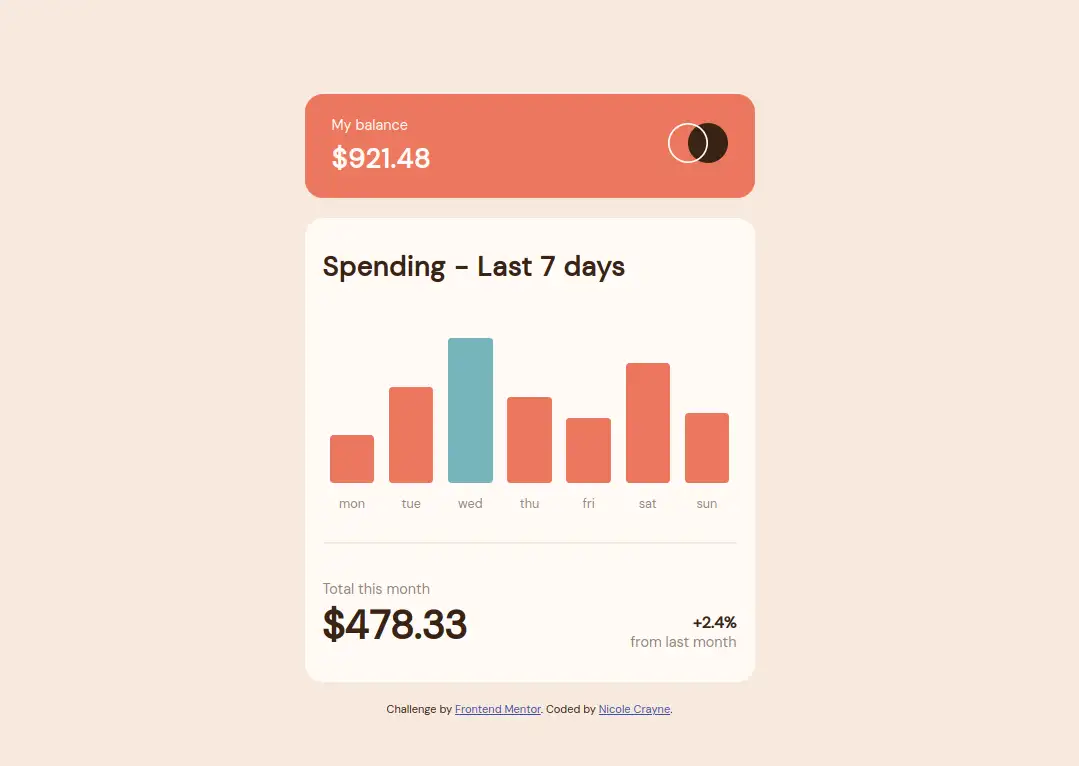 My balance
$921.48
Spending - Last 7 days
mon tue wed thu fri sat sun
Total this month
$478.33
+2.4%
from last month
Challenge by Frontend Mentor. Coded by Nicole Crayne.